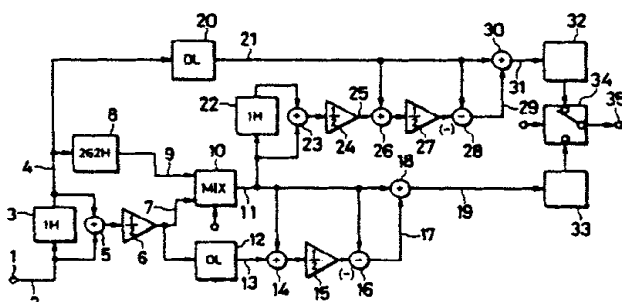 20 21 30 32
DL
8 22 1H 25 31 34
262H 9 10 23 24 26 27 (-) 28 29 35
4 MIX 18
3 1H 7 11 19
5 6 12 17 33
1 DL
2 13 14 15 (-) 16